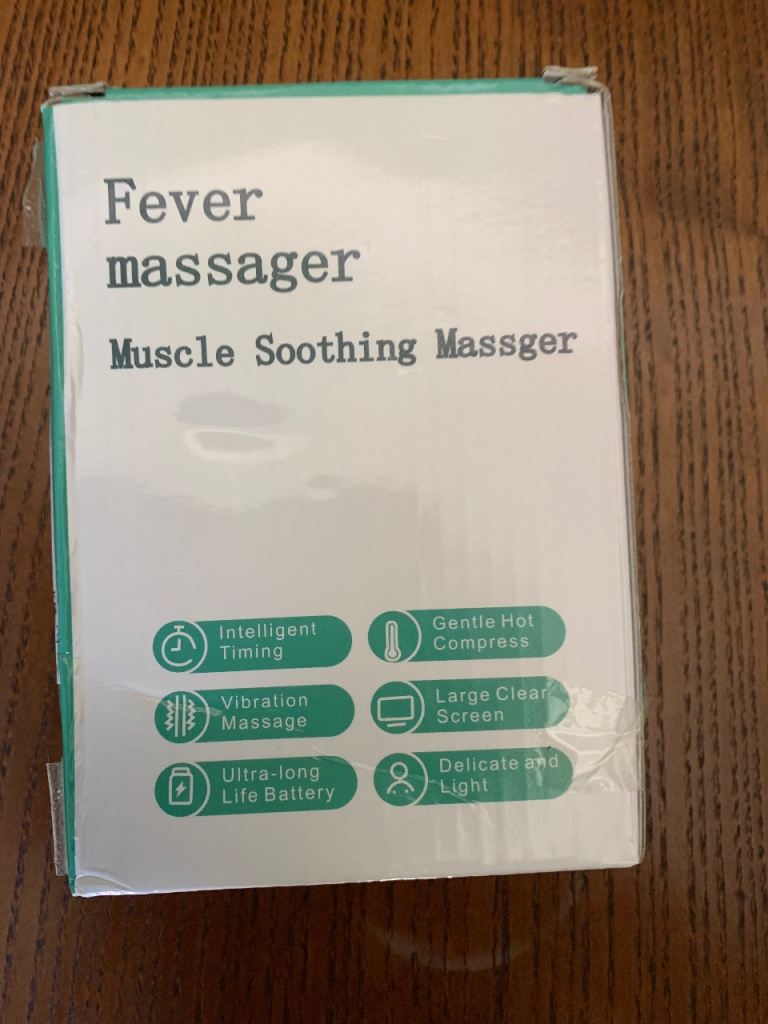 Fever
massager
Muscle Soothing Massger
Intelligent
Timing
Gentle Hot
Compress
Vibration
Massage
Large Clear
Screen
Ultra-long
Life Battery
Delicate and
Light